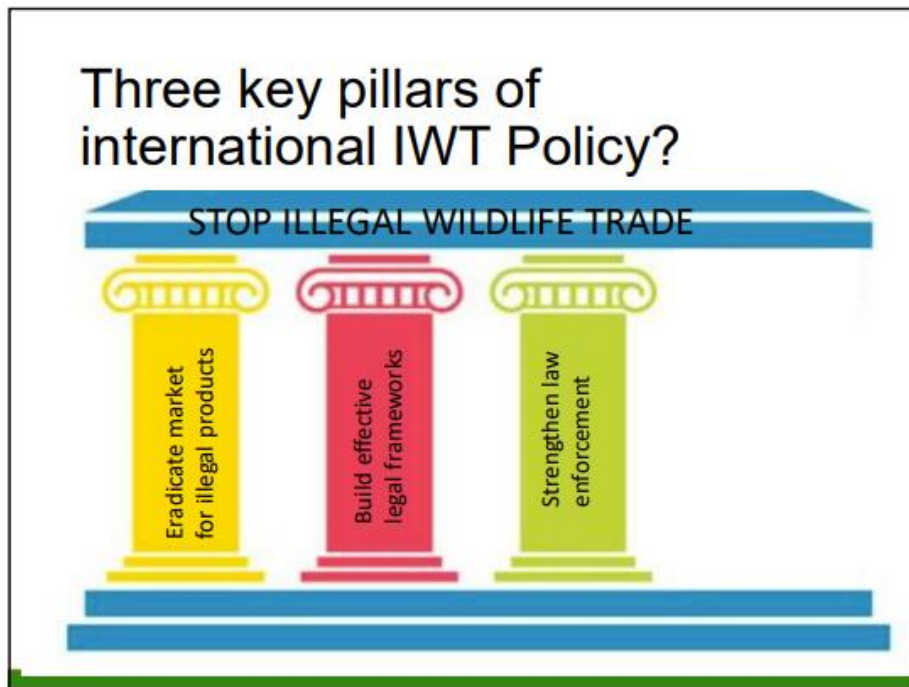 Three key pillars of
international IWT Policy?
STOP ILLEGAL WILDLIFE TRADE
Eradicate market
for illegal products
Build effective
legal frameworks
Strengthen law
enforcement